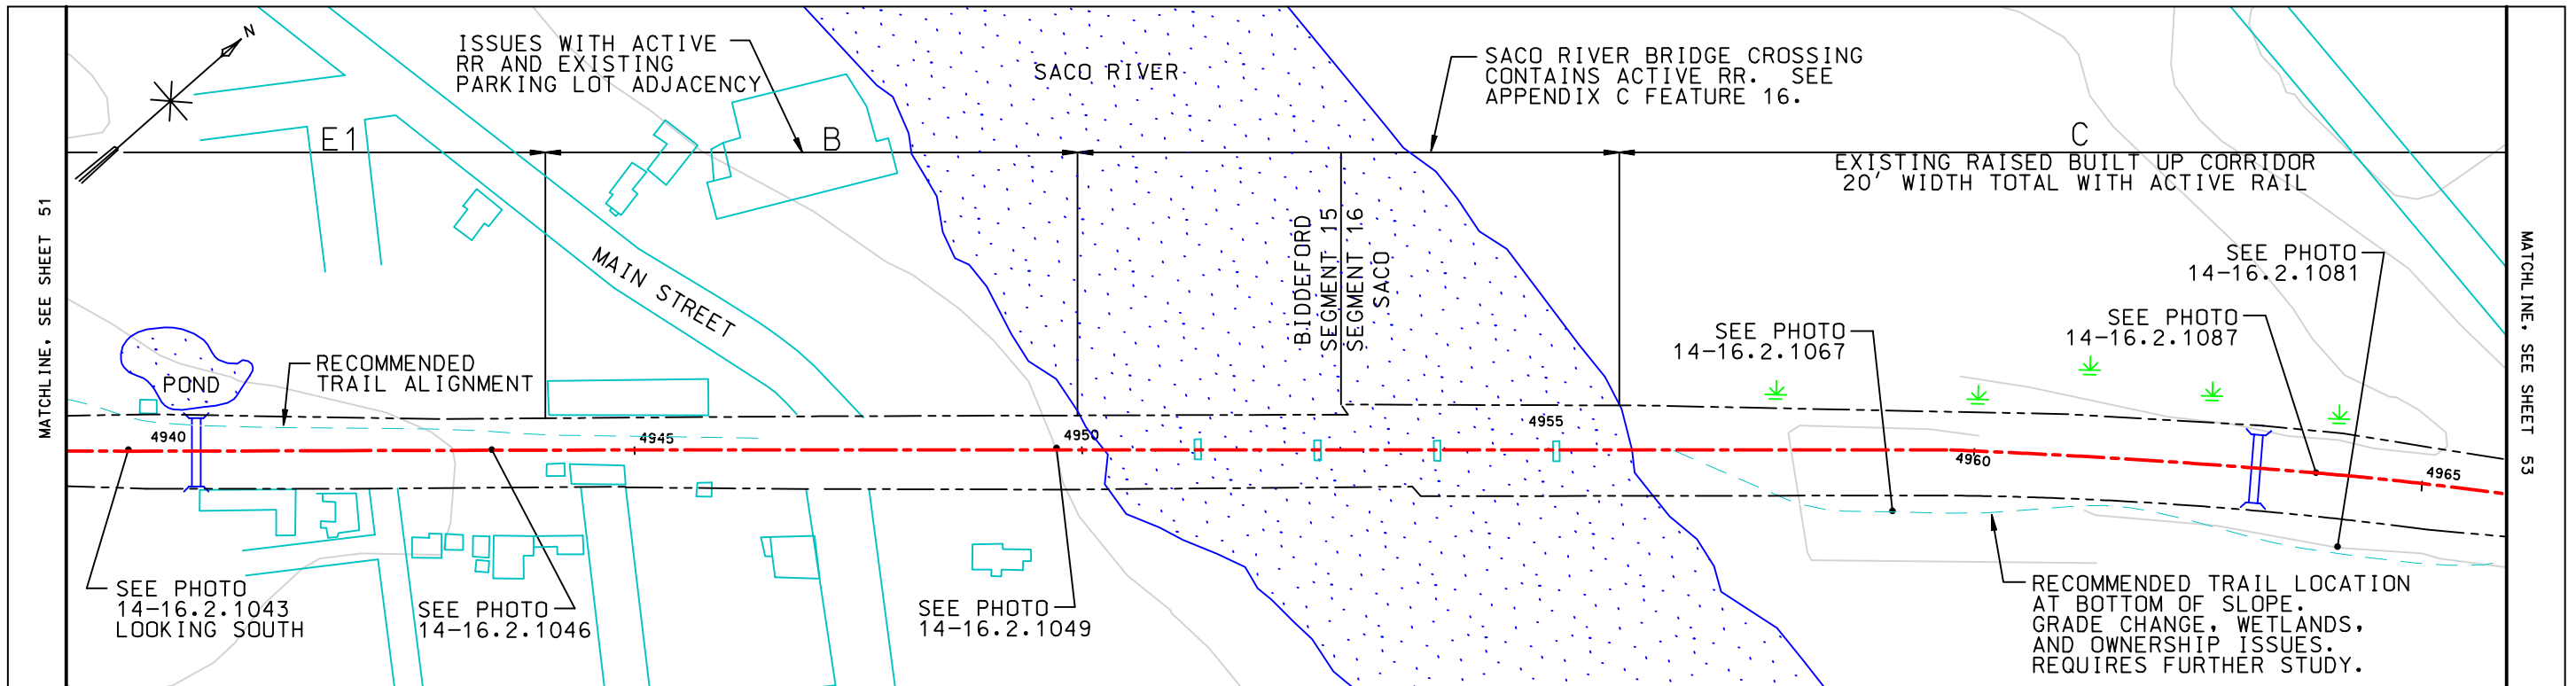 N
ISSUES WITH ACTIVE
RR AND EXISTING
PARKING LOT ADJACENCY
SACO RIVER
SACO RIVER BRIDGE CROSSING
CONTAINS ACTIVE RR. SEE
APPENDIX C FEATURE 16.
E1
B
C
EXISTING RAISED BUILT UP CORRIDOR
20' WIDTH TOTAL WITH ACTIVE RAIL
MATCHLINE, SEE SHEET 51
MAIN STREET
BIDDEFORD
SEGMENT 15
SEGMENT 16
SACO
SEE PHOTO
14-16.2.1081
SEE PHOTO
14-16.2.1087
SEE PHOTO
14-16.2.1067
MATCHLINE, SEE SHEET 53
POND
RECOMMENDED
TRAIL ALIGNMENT
4940
4945
4950
4955
4960
4965
SEE PHOTO
14-16.2.1043
LOOKING SOUTH
SEE PHOTO
14-16.2.1046
SEE PHOTO
14-16.2.1049
RECOMMENDED TRAIL LOCATION
AT BOTTOM OF SLOPE.
GRADE CHANGE, WETLANDS,
AND OWNERSHIP ISSUES.
REQUIRES FURTHER STUDY.